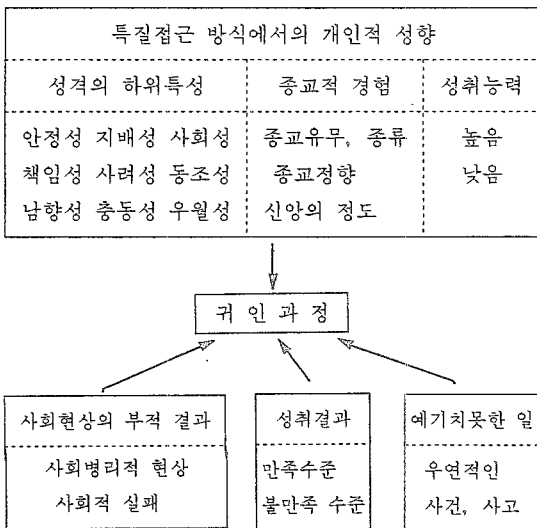 특질접근 방식에서의 개인적 성향
성격의 하위특성 종교적 경험 성취능력
안정성 지배성 사회성 종교유무, 종류 높음
책임성 사려성 동조성 종교정향 낮음
남향성 충동성 우월성 신앙의 정도
귀 인 과 정
사회현상의 부적 결과 성취결과 예기치못한 일
사회병리적 현상 만족수준 우연적인
사회적 실패 불만족 수준 사건, 사고